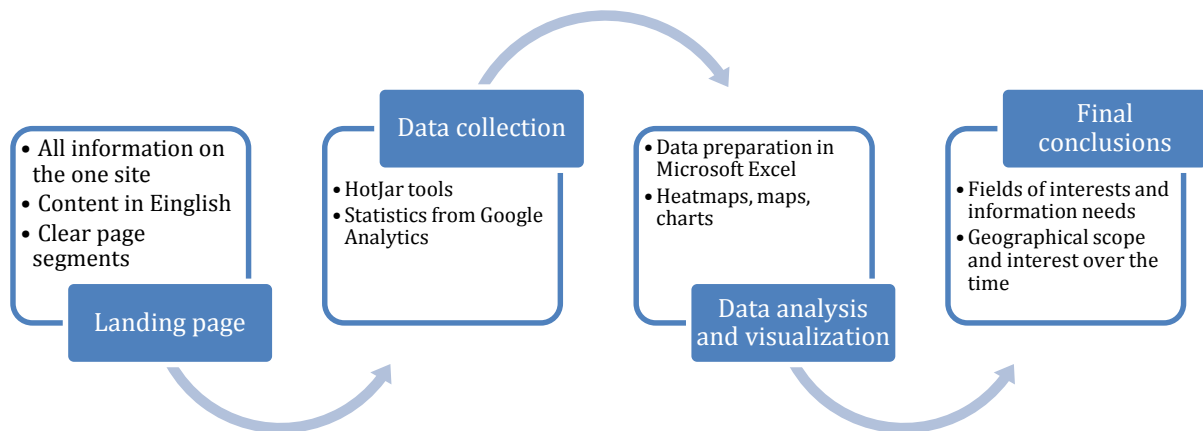 • All information on
the one site
• Content in Einglish
• Clear page
segments
Landing page
Data collection
• HotJar tools
• Statistics from Google
Analytics
• Data preparation in
Microsoft Excel
• Heatmaps, maps,
charts
Data analysis
and visualization
Final
conclusions
• Fields of interests and
information needs
• Geographical scope
and interest over the
time